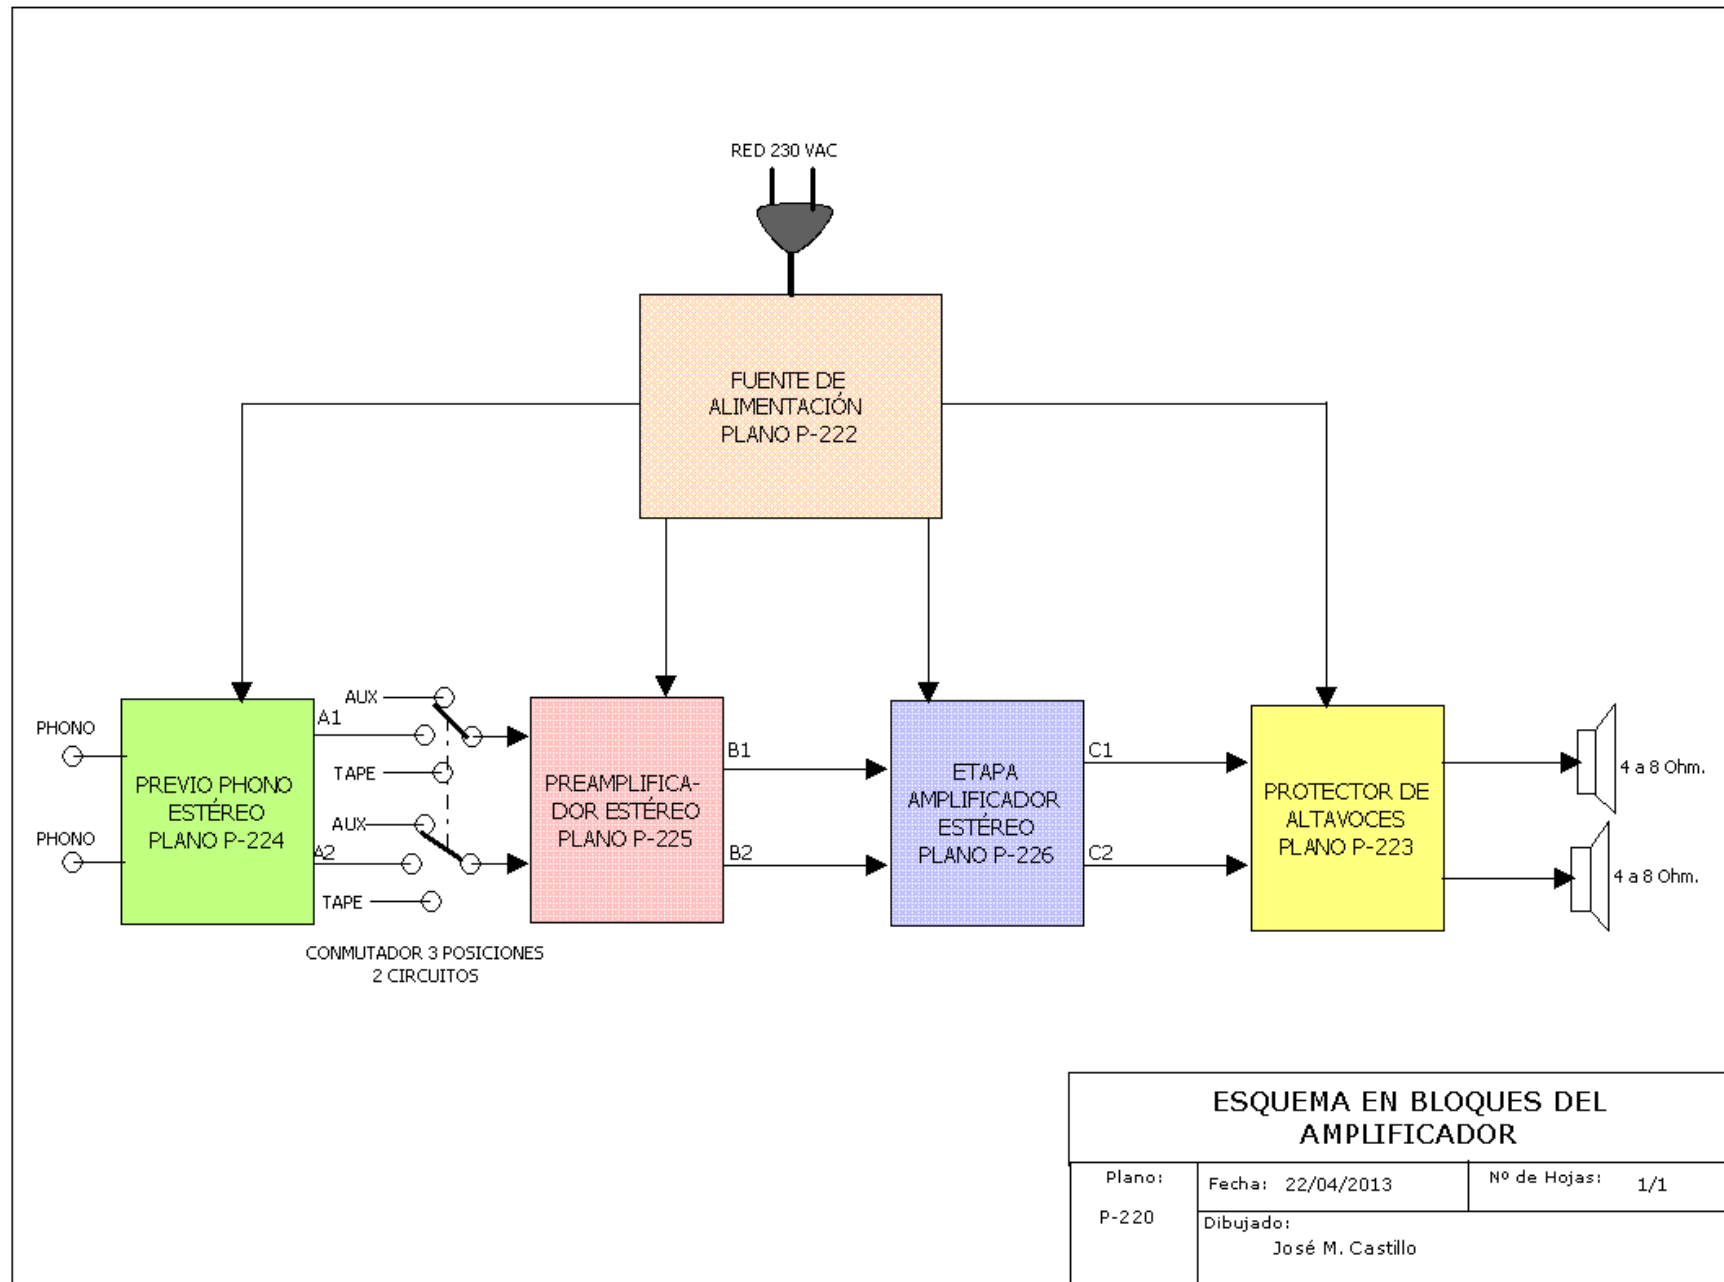 RED 230 VAC
FUENTE DE
ALIMENTACIÓN
PLANO P-222
PHONO
PHONO
PREVIO PHONO
ESTÉREO
PLANO P-224
A1
A2
AUX
TAPE
AUX
TAPE
CONMUTADOR 3 POSICIONES
2 CIRCUITOS
PREAMPLIFICA-
DOR ESTÉREO
PLANO P-225
B1
B2
ETAPA
AMPLIFICADOR
ESTÉREO
PLANO P-226
C1
C2
PROTECTOR DE
ALTAVOCES
PLANO P-223
4 a 8 Ohm.
4 a 8 Ohm.
ESQUEMA EN BLOQUES DEL
AMPLIFICADOR
Plano:
P-220
Fecha: 22/04/2013
Nº de Hojas: 1/1
Dibujado:
José M. Castillo